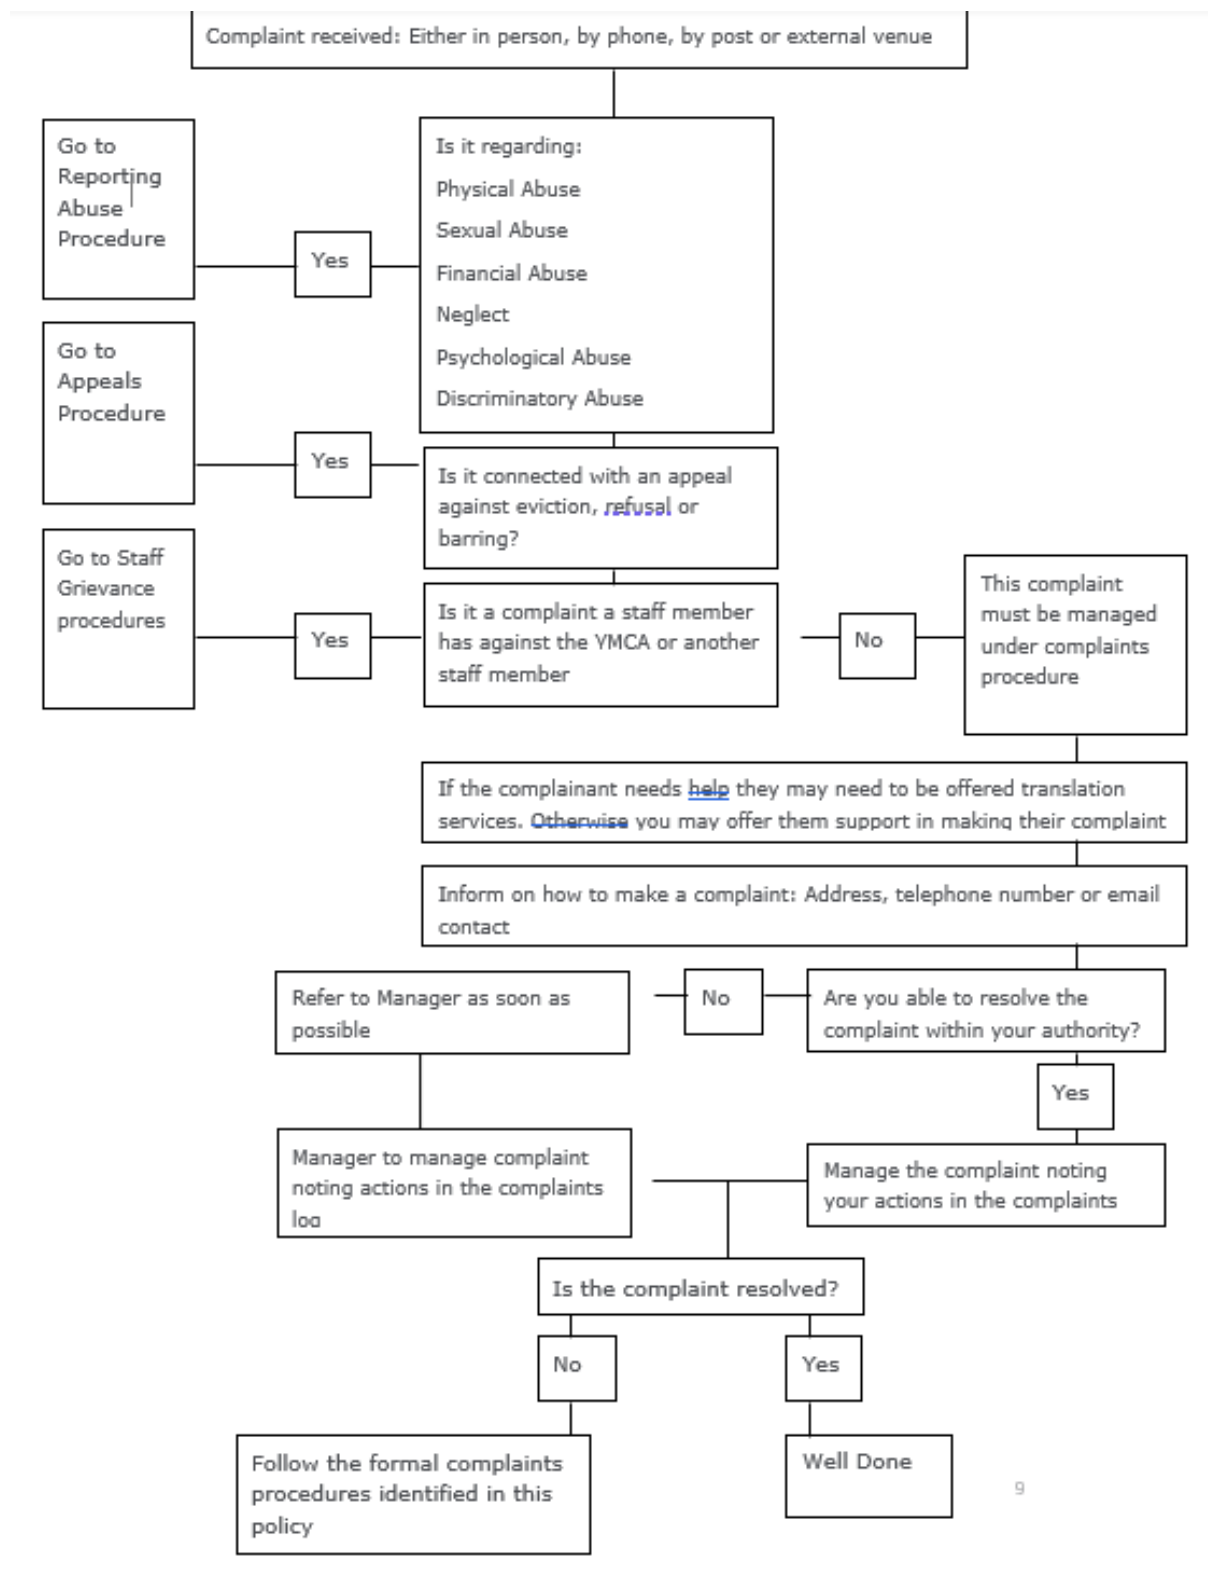 Complaint received: Either in person, by phone, by post or external venue
Go to
Reporting
Abuse
Procedure
Yes
Is it regarding:
Physical Abuse
Sexual Abuse
Financial Abuse
Neglect
Psychological Abuse
Discriminatory Abuse
Go to
Appeals
Procedure
Yes
Is it connected with an appeal
against eviction, refusal or
barring?
Go to Staff
Grievance
procedures
Yes
Is it a complaint a staff member
has against the YMCA or another
staff member
No
This complaint
must be managed
under complaints
procedure
If the complainant needs help they may need to be offered translation
services. Otherwise you may offer them support in making their complaint
Inform on how to make a complaint: Address, telephone number or email
contact
Refer to Manager as soon as
possible
No
Are you able to resolve the
complaint within your authority?
Yes
Manager to manage complaint
noting actions in the complaints
log
Manage the complaint noting
your actions in the complaints
Is the complaint resolved?
No
Yes
Follow the formal complaints
procedures identified in this
policy
Well Done
9